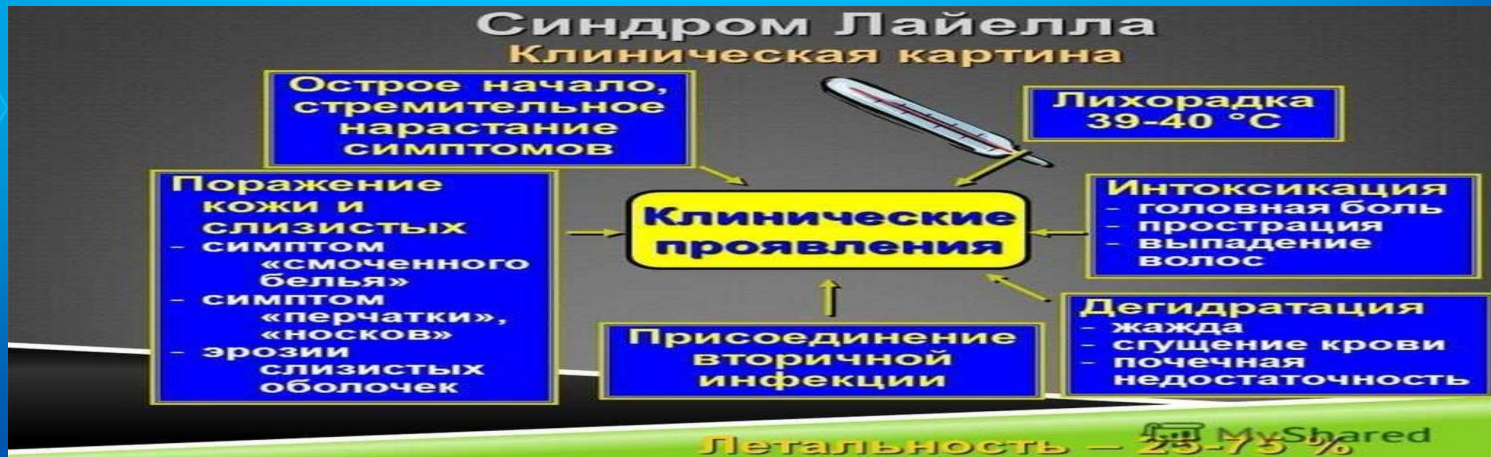 Синдром Лайелла
Клиническая картина
Острое начало,
стремительное
нарастание
симптомов
Лихорадка
39-40 °С
Поражение
кожи и
слизистых
- симптом
«смоченного
белья»
- симптом
«перчатки»,
«носков»
- эрозии
слизистых
оболочек
Клинические
проявления
Интоксикация
- головная боль
- прострация
- выпадение
волос
Присоединение
вторичной
инфекции
Дегидратация
- жажда
- сгущение крови
- почечная
недостаточность
Летальность – 25-75 %
MyShared